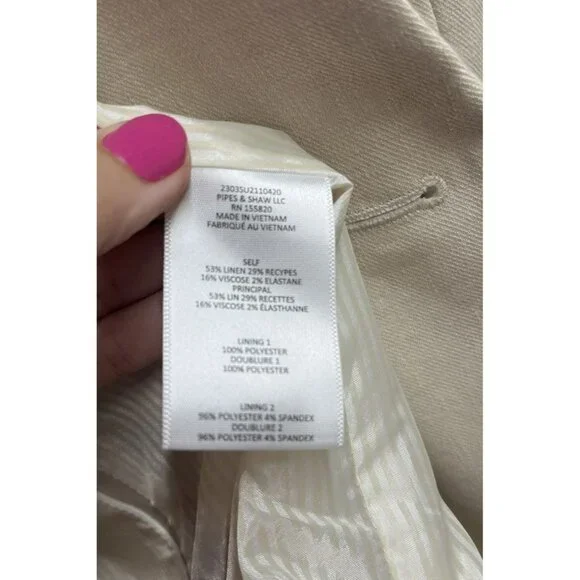 2303SU2110420
PIPES & SHAW LLC
RN 155820
MADE IN VIETNAM
FABRIQUÉ AU VIETNAM
SELF
53% LINEN 29% RECYPES
16% VISCOSE 2% ELASTANE
PRINCIPAL
53% LIN 29% RECETTES
16% VISCOSE 2% ÉLASTHANNE
LINING 1
100% POLYESTER
DOUBLURE 1
100% POLYESTER
LINING 2
96% POLYESTER 4% SPANDEX
DOUBLURE 2
96% POLYESTER 4% SPANDEX